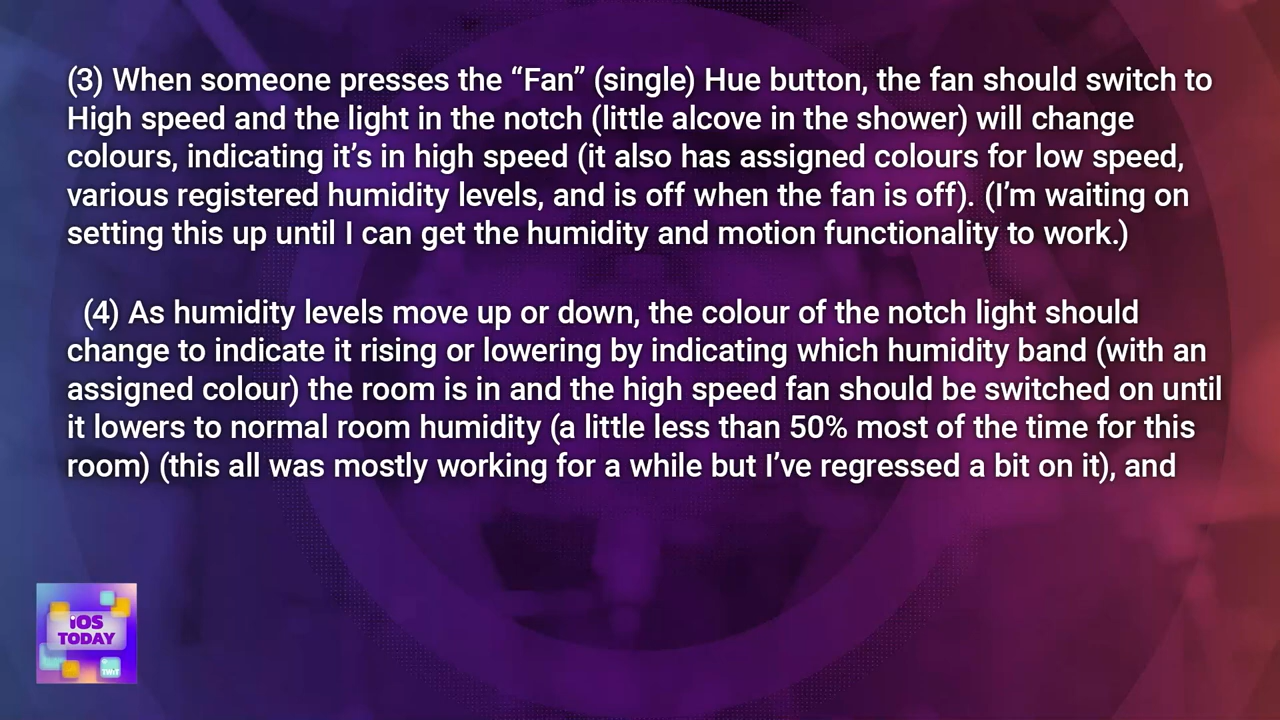 (3) When someone presses the “Fan” (single) Hue button, the fan should switch to
High speed and the light in the notch (little alcove in the shower) will change
colours, indicating it’s in high speed (it also has assigned colours for low speed,
various registered humidity levels, and is off when the fan is off). (I’m waiting on
setting this up until I can get the humidity and motion functionality to work.)
(4) As humidity levels move up or down, the colour of the notch light should
change to indicate it rising or lowering by indicating which humidity band (with an
assigned colour) the room is in and the high speed fan should be switched on until
it lowers to normal room humidity (a little less than 50% most of the time for this
room) (this all was mostly working for a while but I’ve regressed a bit on it), and
iOS
TODAY
TWiT